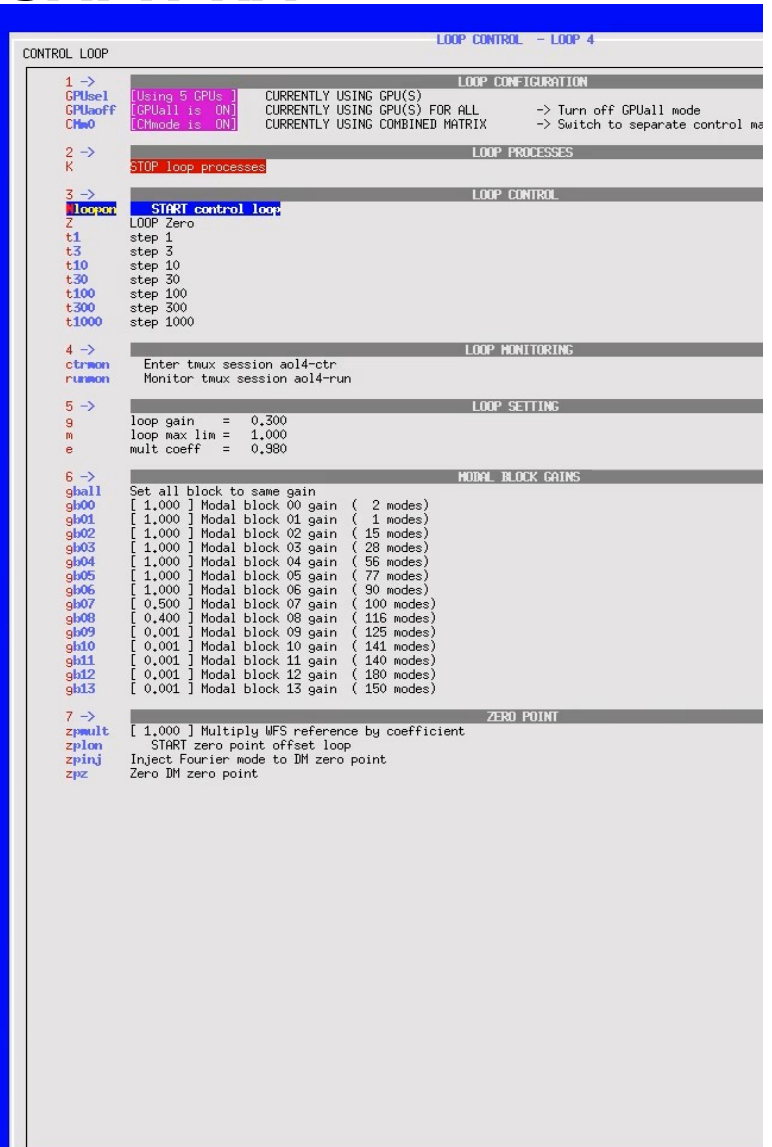 LOOP CONTROL - LOOP 4
CONTROL LOOP
1 -> LOOP CONFIGURATION
GPUsel [Using 5 GPUs ] CURRENTLY USING GPU(S)
GPUaoff [GPUall is ON] CURRENTLY USING GPU(S) FOR ALL -> Turn off GPUall mode
CMm0 [CMmode is ON] CURRENTLY USING COMBINED MATRIX -> Switch to separate control ma
2 -> LOOP PROCESSES
K STOP loop processes
3 -> LOOP CONTROL
loopon START control loop
Z LOOP Zero
t1 step 1
t3 step 3
t10 step 10
t30 step 30
t100 step 100
t300 step 300
t1000 step 1000
4 -> LOOP MONITORING
ctrmon Enter tmux session aol4-ctr
runmon Monitor tmux session aol4-run
5 -> LOOP SETTING
g loop gain = 0.300
m loop max lim = 1.000
e mult coeff = 0.980
6 -> MODAL BLOCK GAINS
gball Set all block to same gain
gb00 [ 1.000 ] Modal block 00 gain ( 2 modes)
gb01 [ 1.000 ] Modal block 01 gain ( 1 modes)
gb02 [ 1.000 ] Modal block 02 gain ( 15 modes)
gb03 [ 1.000 ] Modal block 03 gain ( 28 modes)
gb04 [ 1.000 ] Modal block 04 gain ( 56 modes)
gb05 [ 1.000 ] Modal block 05 gain ( 77 modes)
gb06 [ 1.000 ] Modal block 06 gain ( 90 modes)
gb07 [ 0.500 ] Modal block 07 gain ( 100 modes)
gb08 [ 0.400 ] Modal block 08 gain ( 116 modes)
gb09 [ 0.001 ] Modal block 09 gain ( 125 modes)
gb10 [ 0.001 ] Modal block 10 gain ( 141 modes)
gb11 [ 0.001 ] Modal block 11 gain ( 140 modes)
gb12 [ 0.001 ] Modal block 12 gain ( 180 modes)
gb13 [ 0.001 ] Modal block 13 gain ( 150 modes)
7 -> ZERO POINT
zpmult [ 1.000 ] Multiply WFS reference by coefficient
zplon START zero point offset loop
zpinj Inject Fourier mode to DM zero point
zpz Zero DM zero point